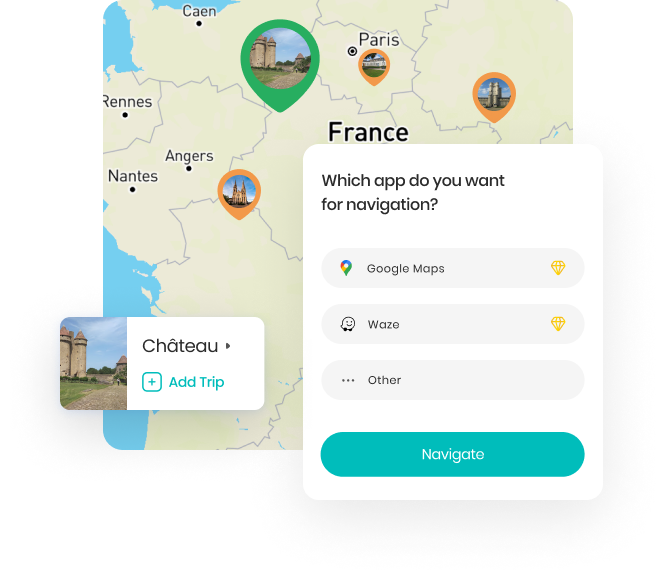 Caen
Paris
Rennes
France
Angers
Nantes
Which app do you want
for navigation?
Google Maps
Waze
Other
Navigate
Château
Add Trip